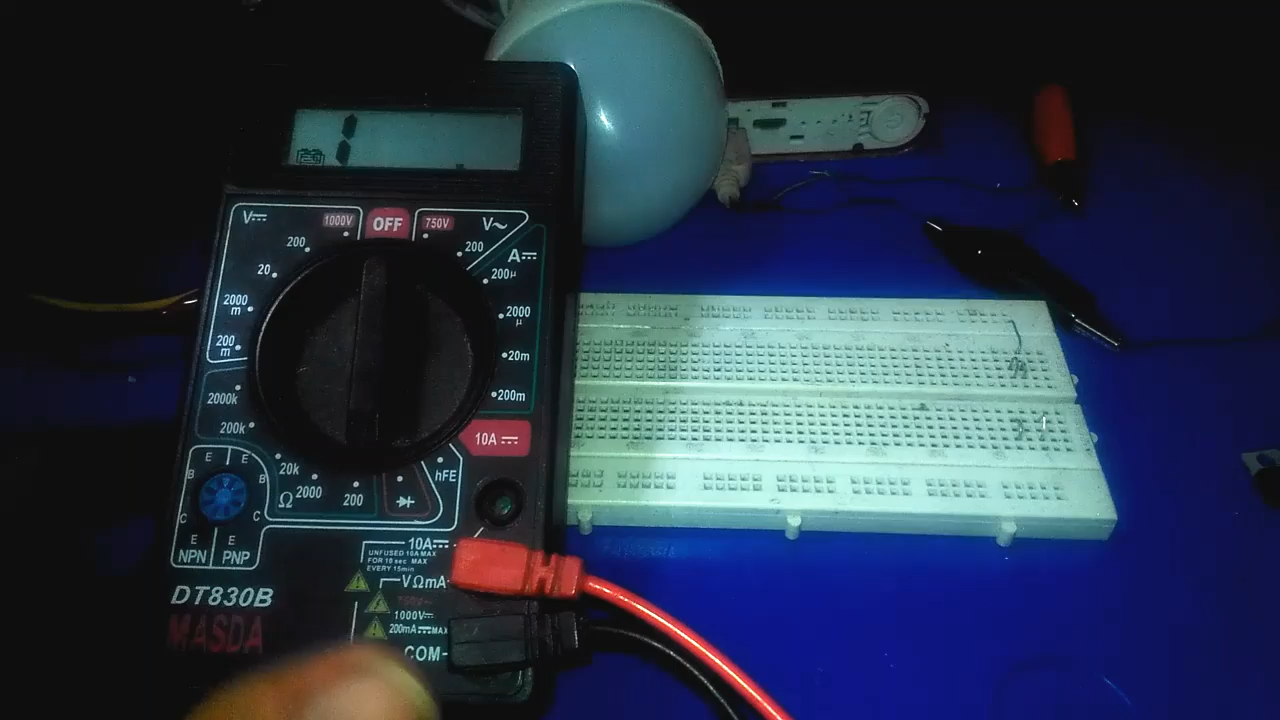 1
V⎓ 1000V OFF 750V V~
200 200 A⎓
20 200µ
2000 m 2000 µ
200 m 20m
2000k 200m
200k 10A ⎓
20k hFE
Ω 2000 200
E E
B B
C C
E E
NPN PNP
10A⎓
UNFUSED 10A MAX
FOR 10 sec MAX
EVERY 15min
VΩmA
DT830B 750V~
1000V⎓
MASDA 200mA⎓MAX
COM